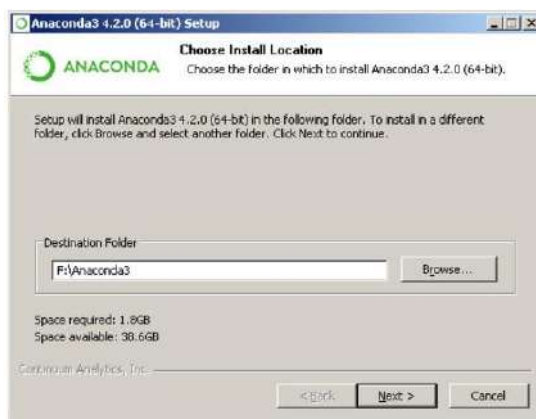 Anaconda3 4.2.0 (64-bit) Setup
ANACONDA
Choose Install Location
Choose the folder in which to install Anaconda3 4.2.0 (64-bit).
Setup will install Anaconda3 4.2.0 (64-bit) in the following folder. To install in a different
folder, click Browse and select another folder. Click Next to continue.
Destination Folder
F:\Anaconda3
Browse...
Space required: 1.8GB
Space available: 38.6GB
Continuum Analytics, Inc.
< Back
Next >
Cancel